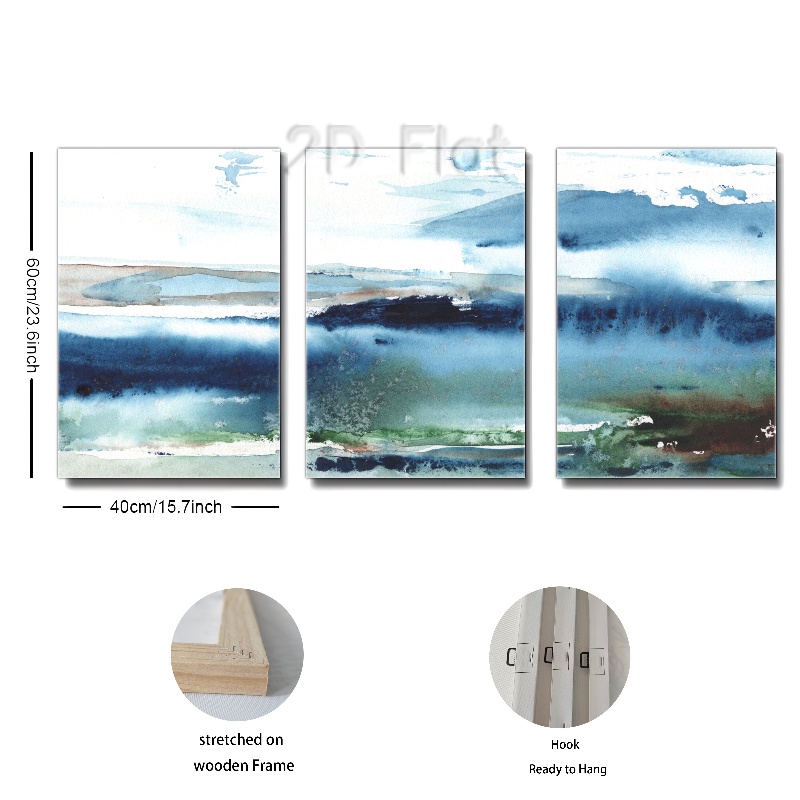 2D Flat
60cm/23.6inch
40cm/15.7inch
stretched on
wooden Frame
Hook
Ready to Hang